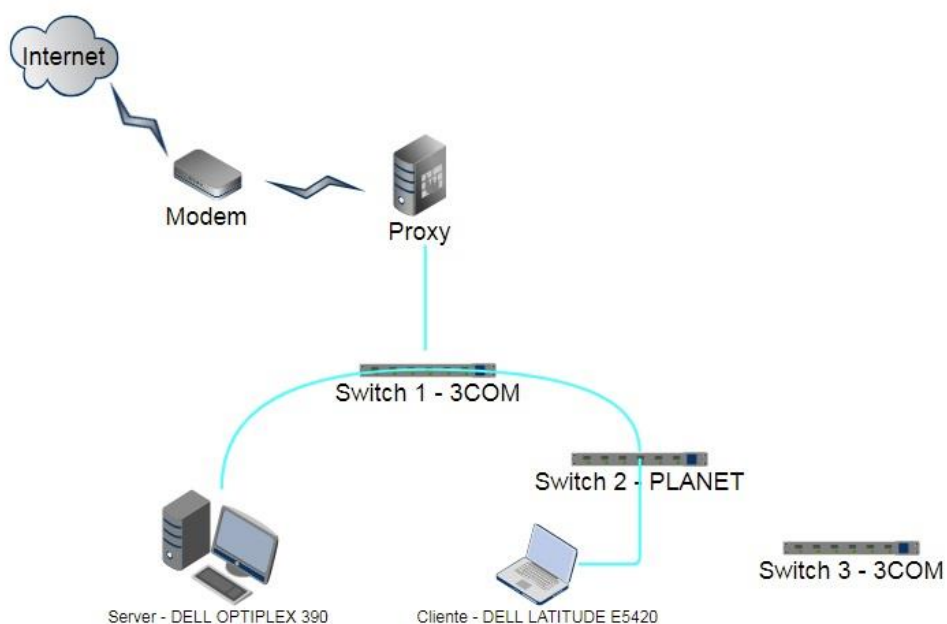 Internet
Modem
Proxy
Switch 1 - 3COM
Switch 2 - PLANET
Switch 3 - 3COM
Server - DELL OPTIPLEX 390
Cliente - DELL LATITUDE E5420